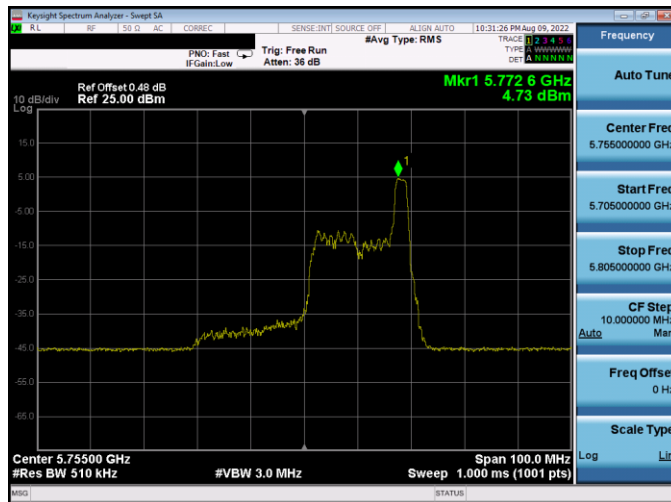 Keysight Spectrum Analyzer - Swept SA
RL RF 50 Ω AC CORREC SENSE:INT SOURCE OFF ALIGN AUTO 10:31:26 PM Aug 09, 2022
#Avg Type: RMS
TRACE 1 2 3 4 5 6
TYPE A WWWWW
DET A N N N N N
PNO: Fast Trig: Free Run
IFGain:Low Atten: 36 dB
Mkr1 5.772 6 GHz
4.73 dBm
Ref Offset 0.48 dB
10 dB/div Ref 25.00 dBm
Log
15.0
5.00
-5.00
-15.0
-25.0
-35.0
-45.0
-55.0
-65.0
1
Center 5.75500 GHz Span 100.0 MHz
#Res BW 510 kHz #VBW 3.0 MHz Sweep 1.000 ms (1001 pts)
MSG STATUS
Frequency
Auto Tune
Center Freq
5.755000000 GHz
Start Freq
5.705000000 GHz
Stop Freq
5.805000000 GHz
CF Step
10.000000 MHz
Auto Man
Freq Offset
0 Hz
Scale Type
Log Lin